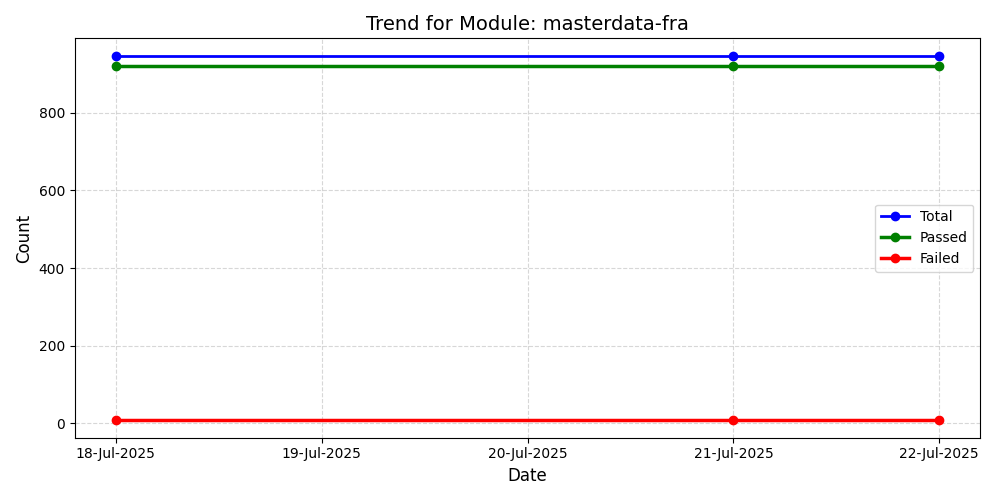 Trend for Module: masterdata-fra
Count
800
600
400
200
0
Total
Passed
Failed
18-Jul-2025
19-Jul-2025
20-Jul-2025
21-Jul-2025
22-Jul-2025
Date